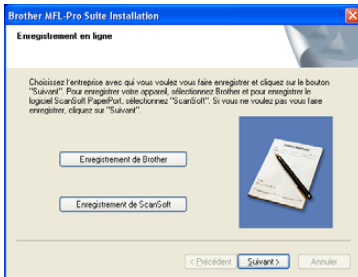 Brother MFL-Pro Suite Installation
Enregistrement en ligne
Choisissez l'entreprise avec qui vous voulez vous faire enregistrer et cliquez sur le bouton
"Suivant". Pour enregistrer votre appareil, sélectionnez Brother et pour enregistrer le
logiciel ScanSoft PaperPort, sélectionnez "ScanSoft". Si vous ne voulez pas vous faire
enregistrer, cliquez sur "Suivant".
Enregistrement de Brother
Enregistrement de ScanSoft
< Précédent Suivant > Annuler